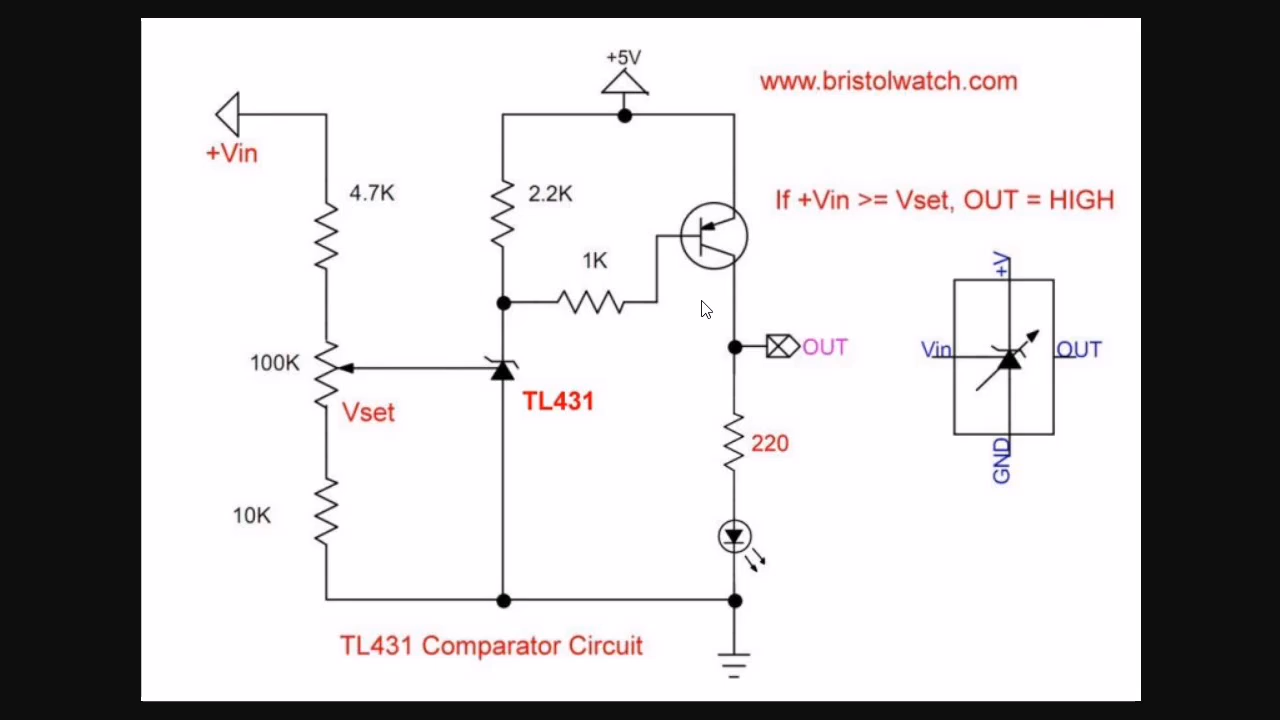 +5V
www.bristolwatch.com
+Vin
4.7K
2.2K
If +Vin >= Vset, OUT = HIGH
1K
+V
100K
OUT
Vin
OUT
Vset
TL431
220
GND
10K
TL431 Comparator Circuit